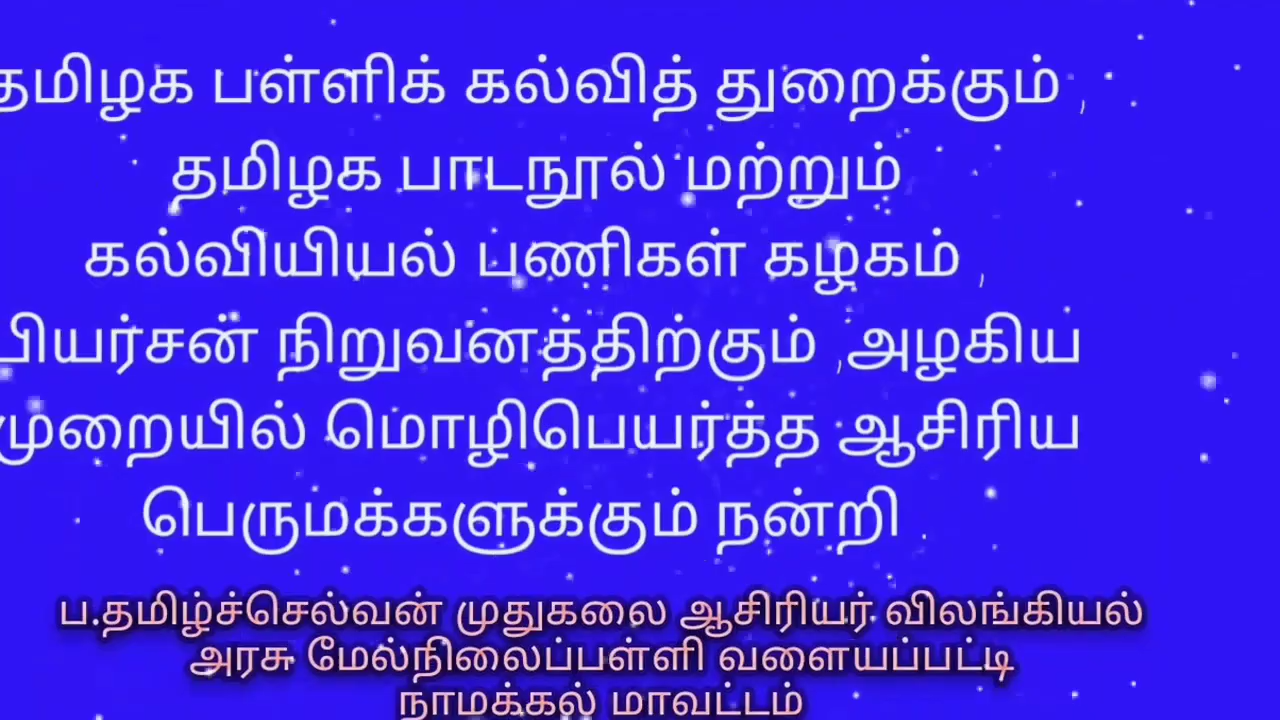 தமிழக பள்ளிக் கல்வித் துறைக்கும் ,
தமிழக பாடநூல் மற்றும்
கல்வியியல் பணிகள் கழகம் ,
பியர்சன் நிறுவனத்திற்கும் ,அழகிய
முறையில் மொழிபெயர்த்த ஆசிரிய
பெருமக்களுக்கும் நன்றி .
ப.தமிழ்ச்செல்வன் முதுகலை ஆசிரியர் விலங்கியல்
அரசு மேல்நிலைப்பள்ளி வளையப்பட்டி
நாமக்கல் மாவட்டம்